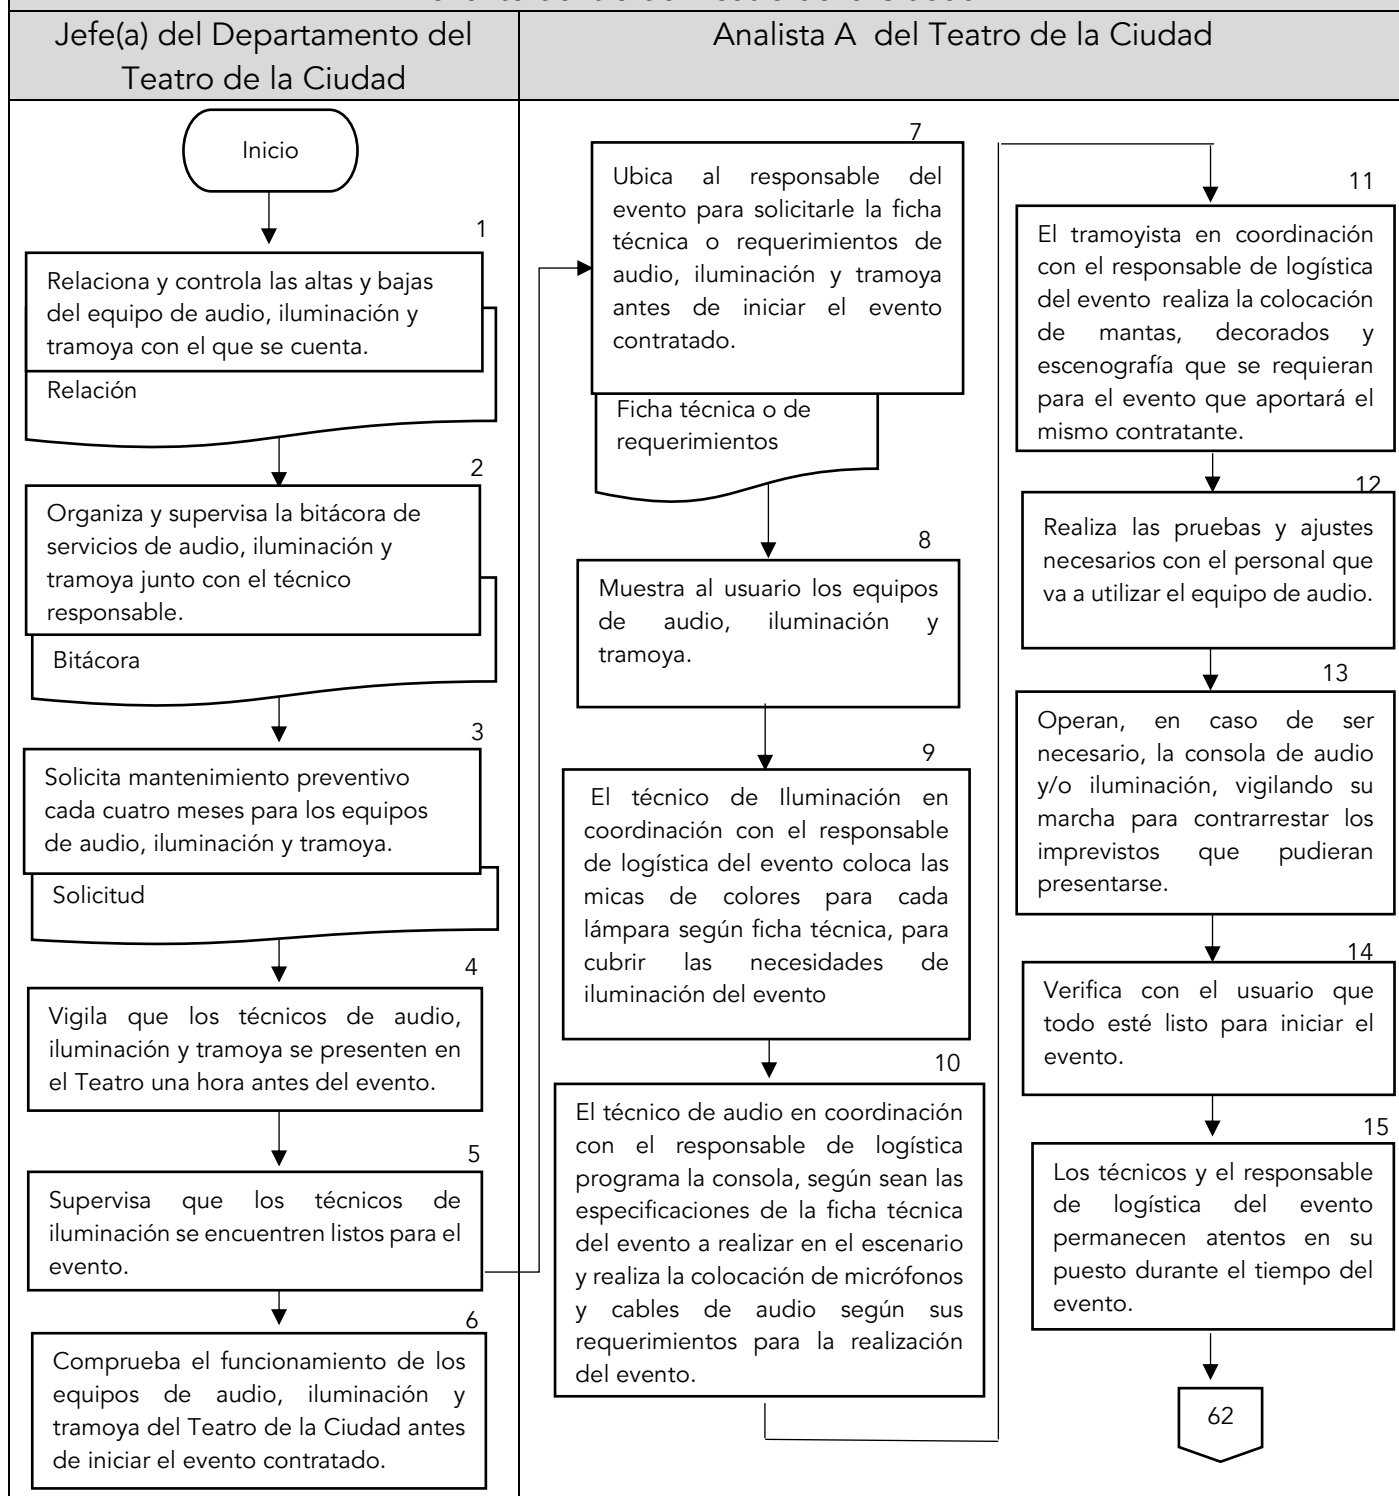 Jefe(a) del Departamento del
Teatro de la Ciudad
Analista A del Teatro de la Ciudad
Inicio
1
Relaciona y controla las altas y bajas
del equipo de audio, iluminación y
tramoya con el que se cuenta.
Relación
2
Organiza y supervisa la bitácora de
servicios de audio, iluminación y
tramoya junto con el técnico
responsable.
Bitácora
3
Solicita mantenimiento preventivo
cada cuatro meses para los equipos
de audio, iluminación y tramoya.
Solicitud
4
Vigila que los técnicos de audio,
iluminación y tramoya se presenten en
el Teatro una hora antes del evento.
5
Supervisa que los técnicos de
iluminación se encuentren listos para el
evento.
6
Comprueba el funcionamiento de los
equipos de audio, iluminación y
tramoya del Teatro de la Ciudad antes
de iniciar el evento contratado.
7
Ubica al responsable del
evento para solicitarle la ficha
técnica o requerimientos de
audio, iluminación y tramoya
antes de iniciar el evento
contratado.
Ficha técnica o de
requerimientos
8
Muestra al usuario los equipos
de audio, iluminación y
tramoya.
9
El técnico de Iluminación en
coordinación con el responsable
de logística del evento coloca las
micas de colores para cada
lámpara según ficha técnica, para
cubrir las necesidades de
iluminación del evento
10
El técnico de audio en coordinación
con el responsable de logística
programa la consola, según sean las
especificaciones de la ficha técnica
del evento a realizar en el escenario
y realiza la colocación de micrófonos
y cables de audio según sus
requerimientos para la realización
del evento.
11
El tramoyista en coordinación
con el responsable de logística
del evento realiza la colocación
de mantas, decorados y
escenografía que se requieran
para el evento que aportará el
mismo contratante.
12
Realiza las pruebas y ajustes
necesarios con el personal que
va a utilizar el equipo de audio.
13
Operan, en caso de ser
necesario, la consola de audio
y/o iluminación, vigilando su
marcha para contrarrestar los
imprevistos que pudieran
presentarse.
14
Verifica con el usuario que
todo esté listo para iniciar el
evento.
15
Los técnicos y el responsable
de logística del evento
permanecen atentos en su
puesto durante el tiempo del
evento.
62